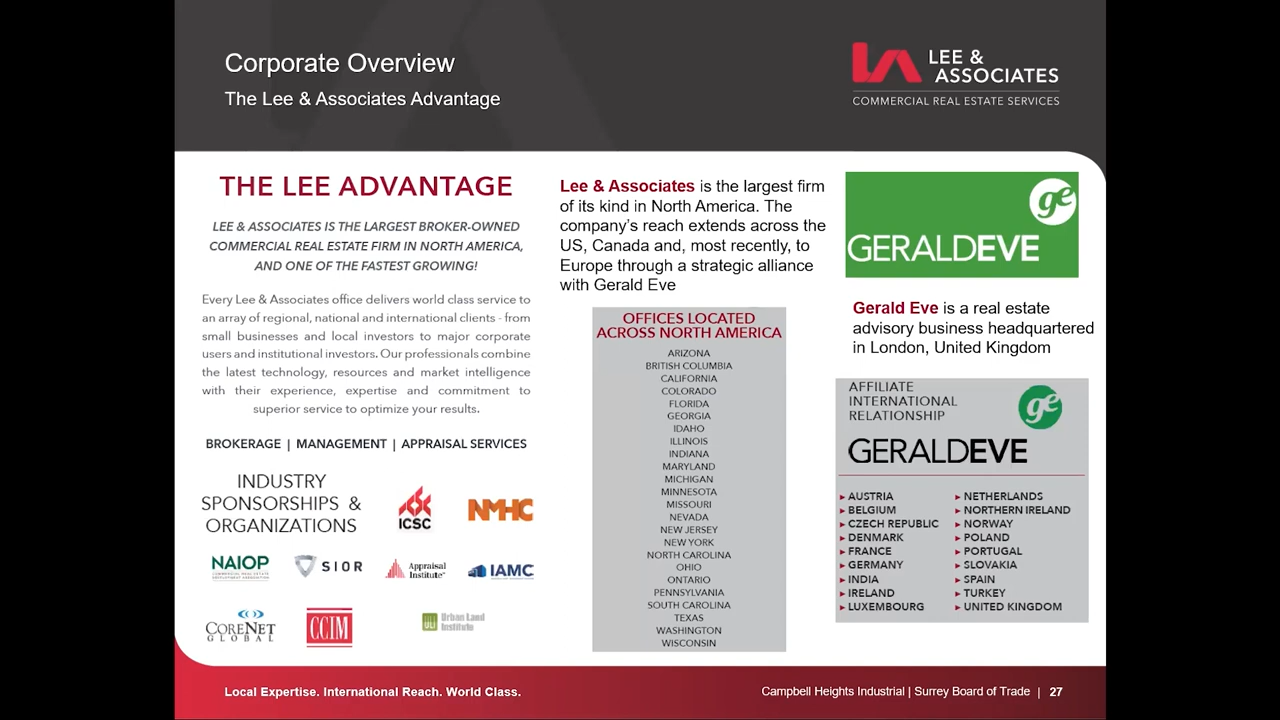 Corporate Overview
The Lee & Associates Advantage
LEE &
ASSOCIATES
COMMERCIAL REAL ESTATE SERVICES
THE LEE ADVANTAGE
LEE & ASSOCIATES IS THE LARGEST BROKER-OWNED
COMMERCIAL REAL ESTATE FIRM IN NORTH AMERICA,
AND ONE OF THE FASTEST GROWING!
Every Lee & Associates office delivers world class service to
an array of regional, national and international clients - from
small businesses and local investors to major corporate
users and institutional investors. Our professionals combine
the latest technology, resources and market intelligence
with their experience, expertise and commitment to
superior service to optimize your results.
BROKERAGE | MANAGEMENT | APPRAISAL SERVICES
INDUSTRY
SPONSORSHIPS &
ORGANIZATIONS
ICSC
NMHC
NAIOP
COMMERCIAL REAL ESTATE
DEVELOPMENT ASSOCIATION
SIOR
Appraisal
Institute
IAMC
CORENET
GLOBAL
CCIM
ULI
Urban Land
Institute
Lee & Associates is the largest firm
of its kind in North America. The
company's reach extends across the
US, Canada and, most recently, to
Europe through a strategic alliance
with Gerald Eve
OFFICES LOCATED
ACROSS NORTH AMERICA
ARIZONA
BRITISH COLUMBIA
CALIFORNIA
COLORADO
FLORIDA
GEORGIA
IDAHO
ILLINOIS
INDIANA
MARYLAND
MICHIGAN
MINNESOTA
MISSOURI
NEVADA
NEW JERSEY
NEW YORK
NORTH CAROLINA
OHIO
ONTARIO
PENNSYLVANIA
SOUTH CAROLINA
TEXAS
WASHINGTON
WISCONSIN
ge
GERALDEVE
Gerald Eve is a real estate
advisory business headquartered
in London, United Kingdom
AFFILIATE
INTERNATIONAL
RELATIONSHIP
ge
GERALDEVE
▸ AUSTRIA
▸ BELGIUM
▸ CZECH REPUBLIC
▸ DENMARK
▸ FRANCE
▸ GERMANY
▸ INDIA
▸ IRELAND
▸ LUXEMBOURG
▸ NETHERLANDS
▸ NORTHERN IRELAND
▸ NORWAY
▸ POLAND
▸ PORTUGAL
▸ SLOVAKIA
▸ SPAIN
▸ TURKEY
▸ UNITED KINGDOM
Local Expertise. International Reach. World Class.
Campbell Heights Industrial | Surrey Board of Trade | 27